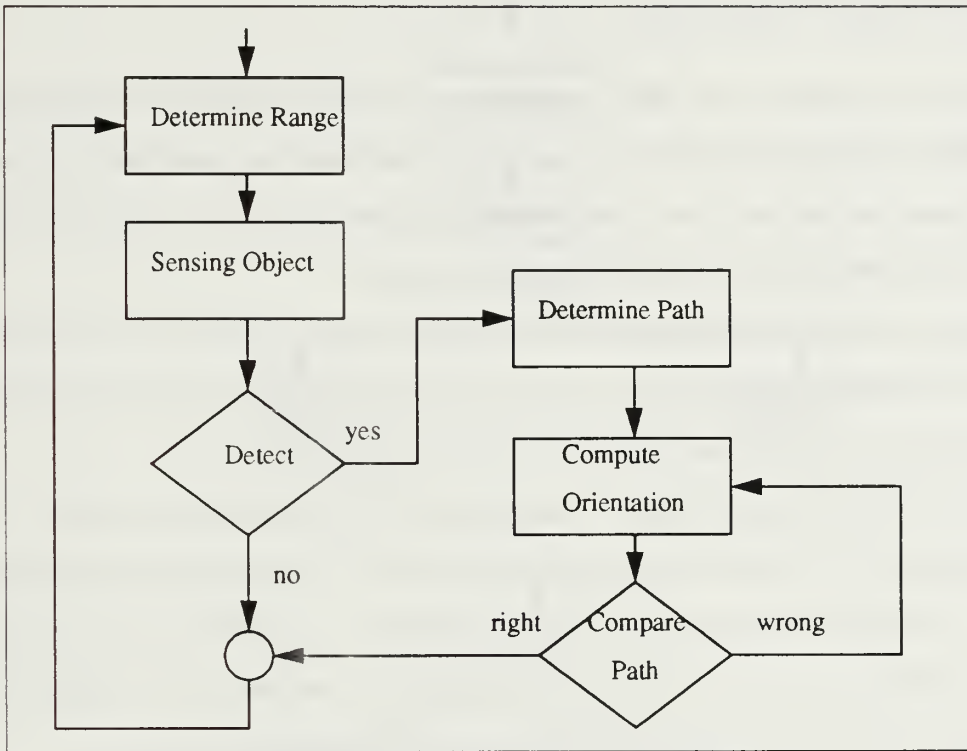 Determine Range
Sensing Object
Detect
yes
no
Determine Path
Compute
Orientation
Compare
Path
right
wrong